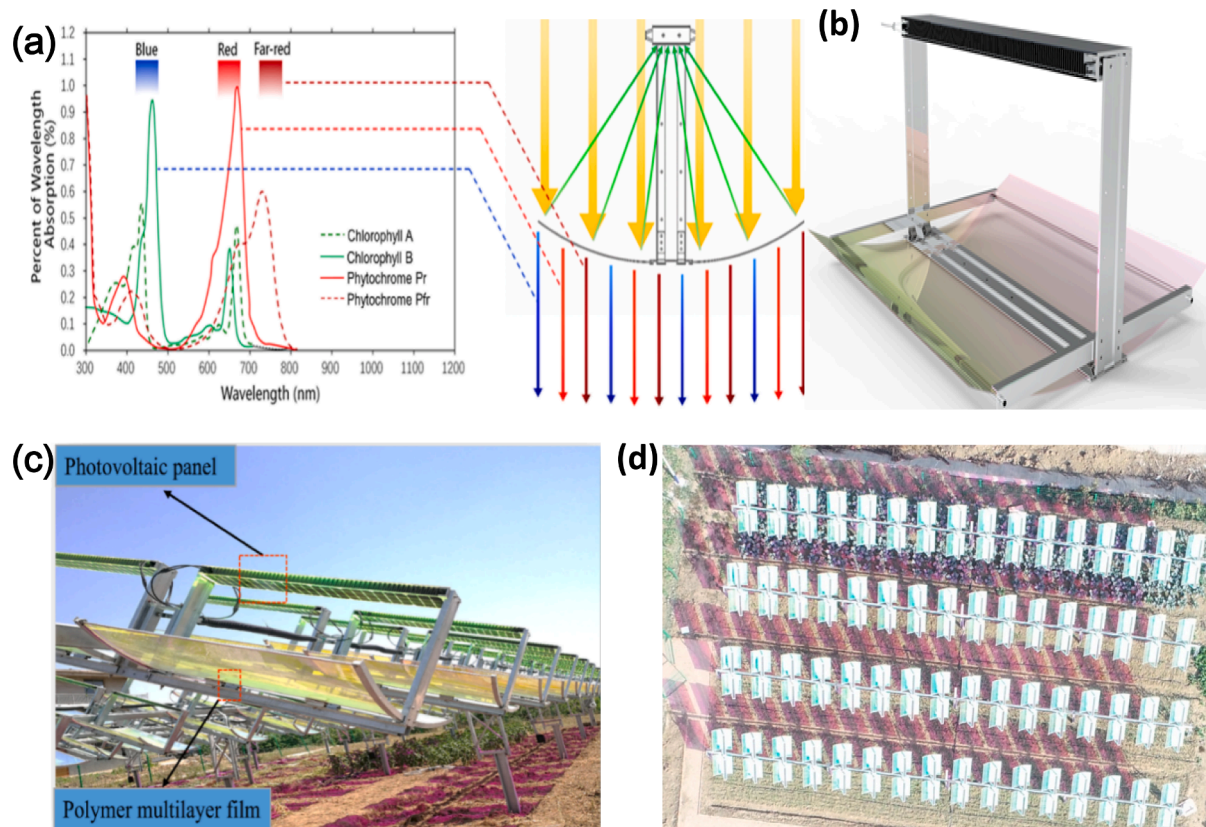 (a)
Percent of Wavelength
Absorption (%)
1.2
1.1
1.0
0.9
0.8
0.7
0.6
0.5
0.4
0.3
0.2
0.1
0.0
Blue
Red
Far-red
Chlorophyll A
Chlorophyll B
Phytochrome Pr
Phytochrome Pfr
300 400 500 600 700 800 900 1000 1100 1200
Wavelength (nm)
(b)
(c)
Photovoltaic panel
Polymer multilayer film
(d)